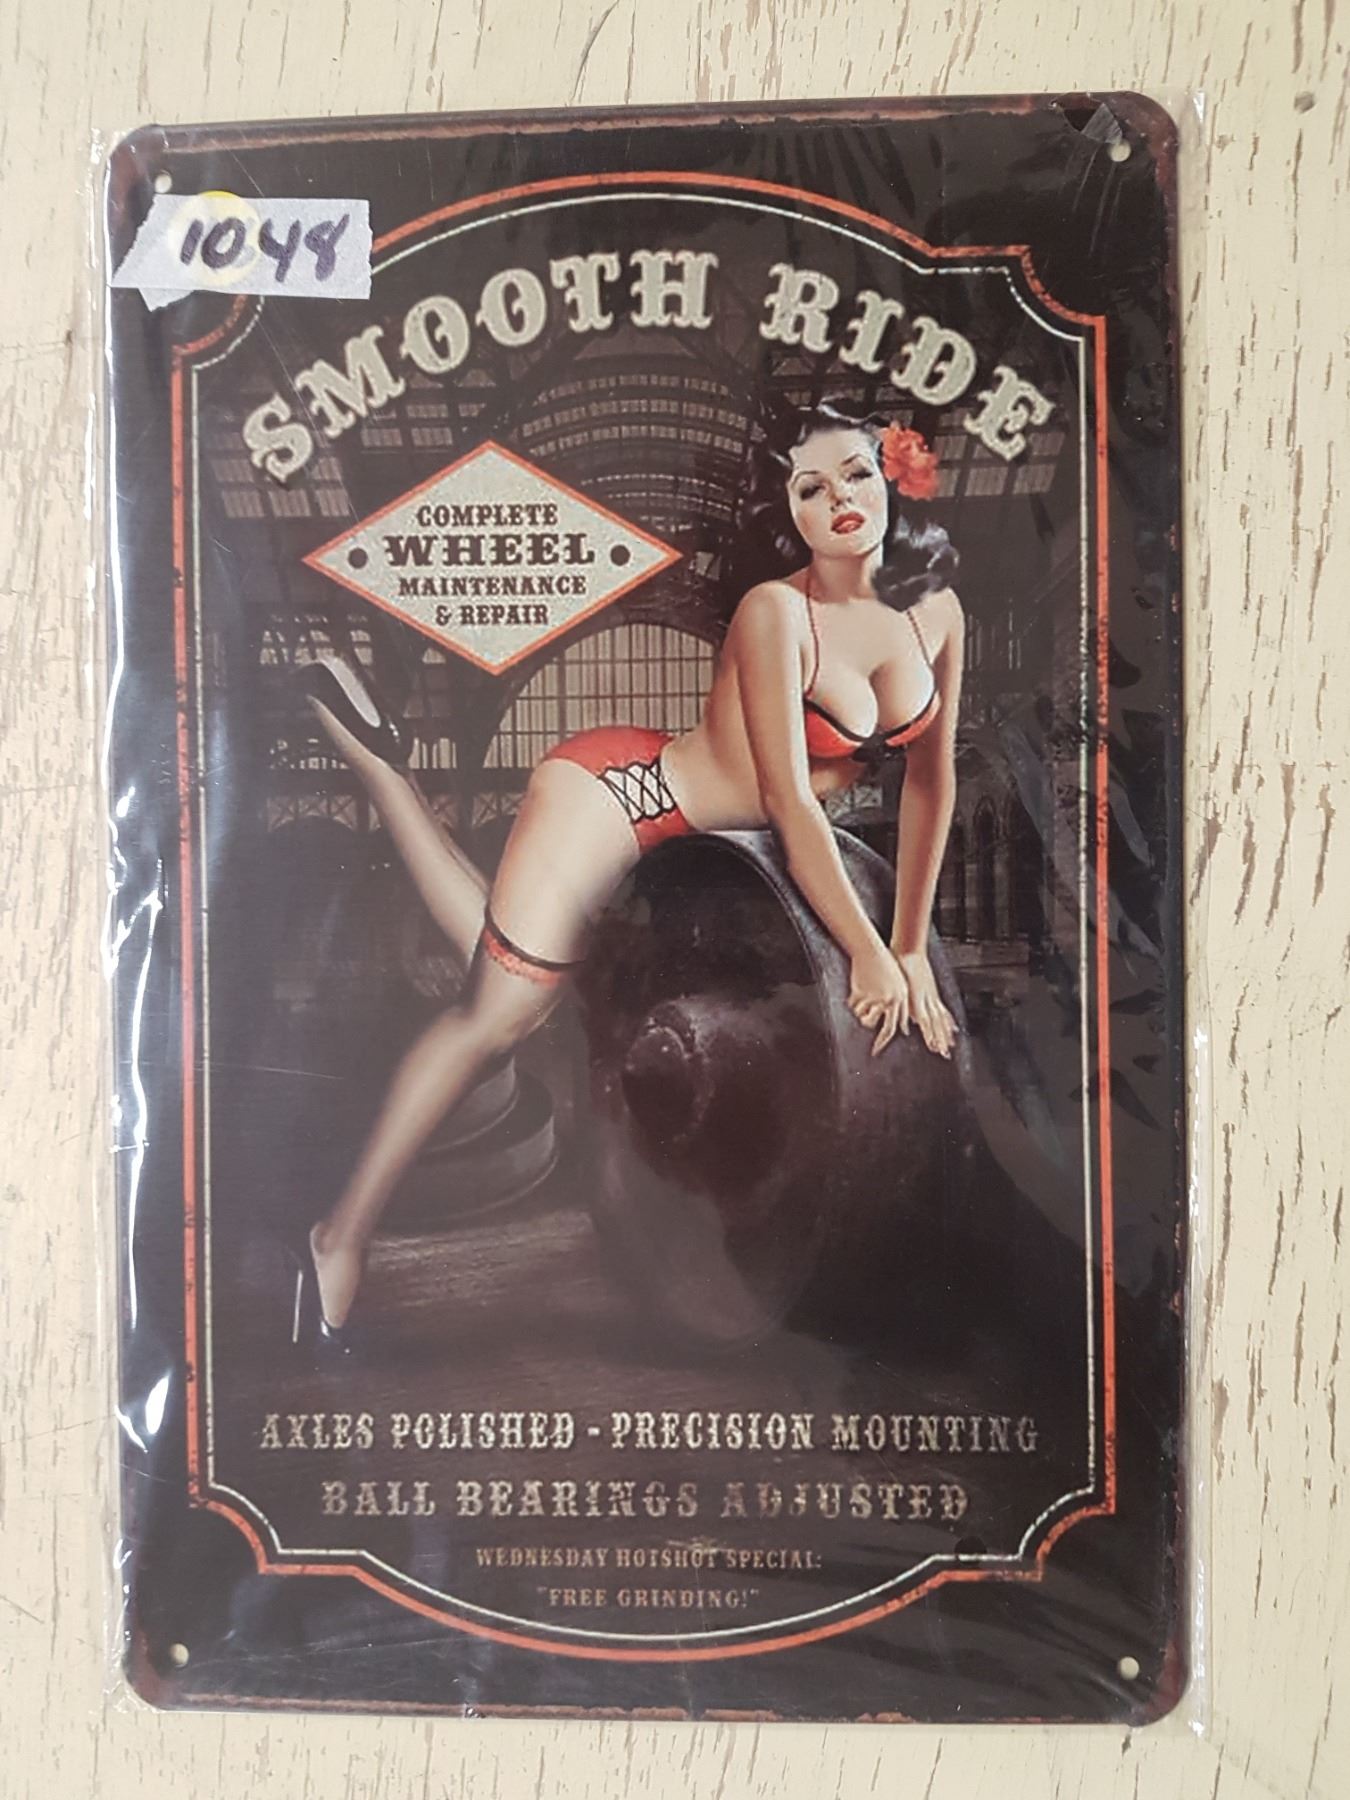 1048
SMOOTH RIDE
COMPLETE
WHEEL
MAINTENANCE
& REPAIR
AXLES POLISHED - PRECISION MOUNTING
BALL BEARINGS ADJUSTED
WEDNESDAY HOTSHOT SPECIAL:
"FREE GRINDING!"